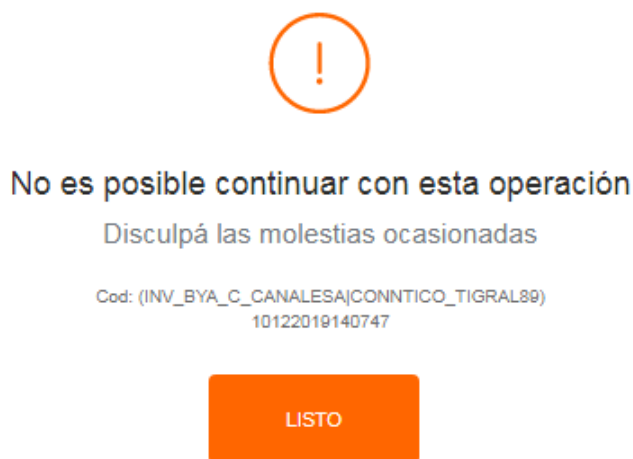 No es posible continuar con esta operación
Disculpá las molestias ocasionadas
Cod: (INV_BYA_C_CANALESA|CONNTICO_TIGRAL89)
10122019140747
LISTO